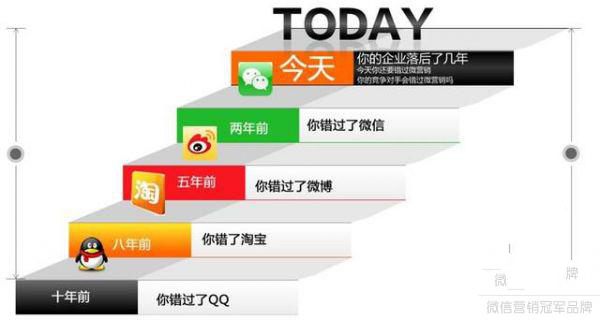 TODAY
今天
你的企业落后了几年
今天你还要错过微营销
你的竞争对手会错过微营销吗
两年前
你错过了微信
五年前
你错过了微博
淘
八年前
你错了淘宝
十年前
你错过了QQ
微 牌
微信营销冠军品牌